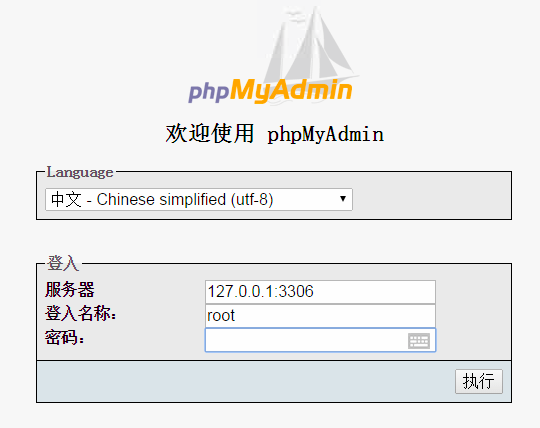 phpMyAdmin
欢迎使用 phpMyAdmin
Language
中文 - Chinese simplified (utf-8)
登入
服务器 127.0.0.1:3306
登入名称: root
密码:
执行